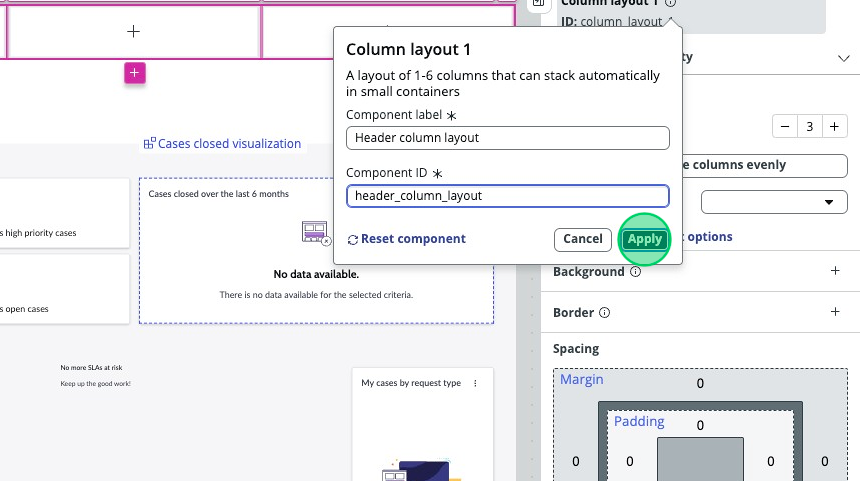 Column layout 1
ID: column_layout
Column layout 1
A layout of 1-6 columns that can stack automatically
in small containers
Component label *
Header column layout
Component ID *
header_column_layout
Reset component
Cancel
Apply
ty
3
e columns evenly
t options
Background
Border
Spacing
Margin
0
Padding
0
0
0
0
0
Cases closed visualization
Cases closed over the last 6 months
No data available.
There is no data available for the selected criteria.
s high priority cases
s open cases
No more SLAs at risk
Keep up the good work!
My cases by request type